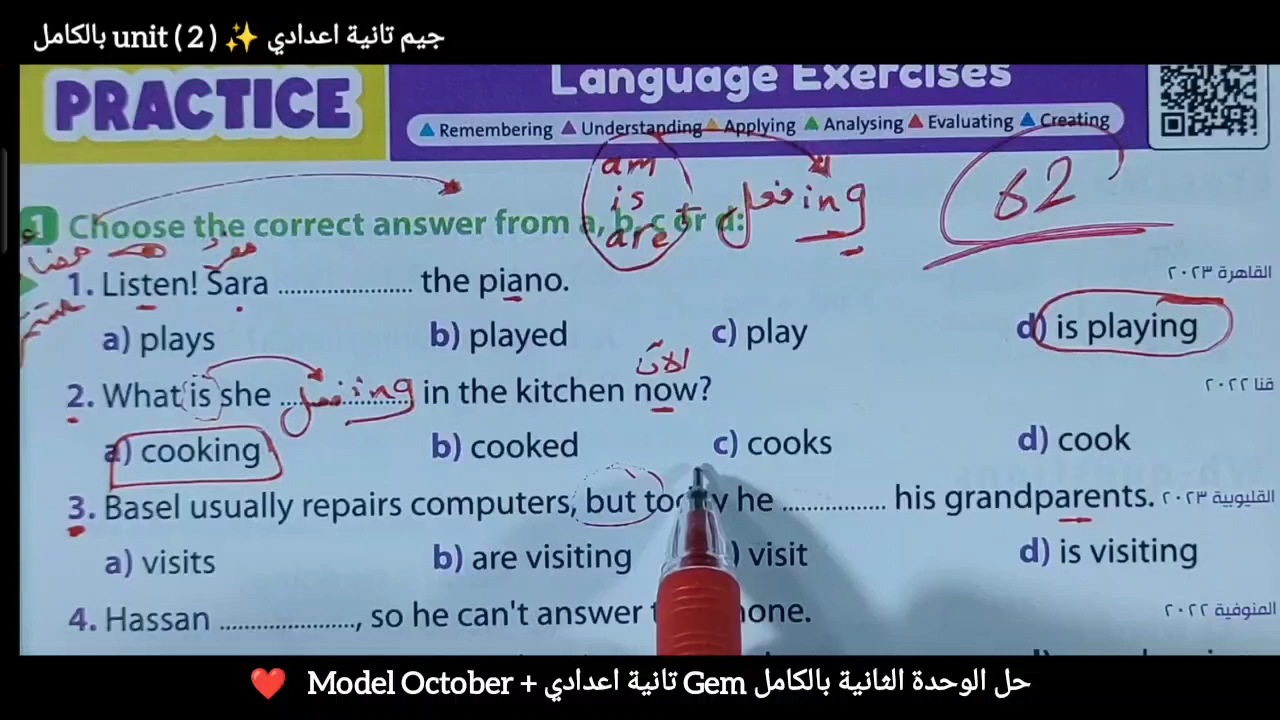 جيم تانية اعدادي ✨ unit ( 2 ) بالكامل
PRACTICE
Language Exercises
Remembering Understanding Applying Analysing Evaluating Creating
am
is
are + فعل ing
62
1 Choose the correct answer from a, b, c or d:
مفرد
1. Listen! Sara .................... the piano. القاهرة ٢٠٢٣
a) plays b) played c) play d) is playing
الآن
2. What is she فعل ing in the kitchen now? قنا ٢٠٢٢
a) cooking b) cooked c) cooks d) cook
3. Basel usually repairs computers, but he ................ his grandparents. القليوبية ٢٠٢٣
a) visits b) are visiting ) visit d) is visiting
4. Hassan ...................., so he can't answer المنوفية ٢٠٢٢
حل الوحدة الثانية بالكامل Gem تانية اعدادي + Model October ❤️